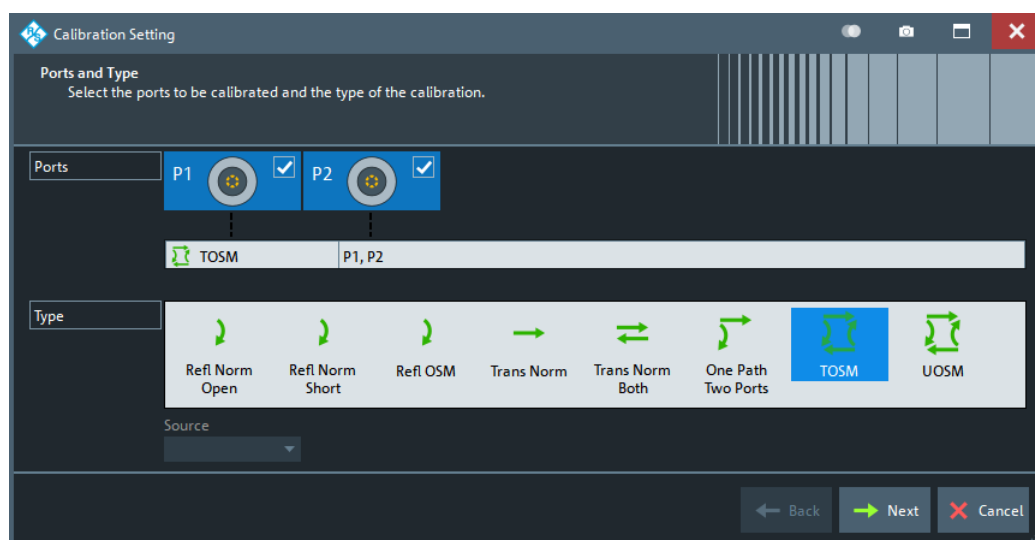 Calibration Setting
Ports and Type
Select the ports to be calibrated and the type of the calibration.
Ports
P1
P2
TOSM
P1, P2
Type
Refl Norm
Open
Refl Norm
Short
Refl OSM
Trans Norm
Trans Norm
Both
One Path
Two Ports
TOSM
UOSM
Source
Back
Next
Cancel